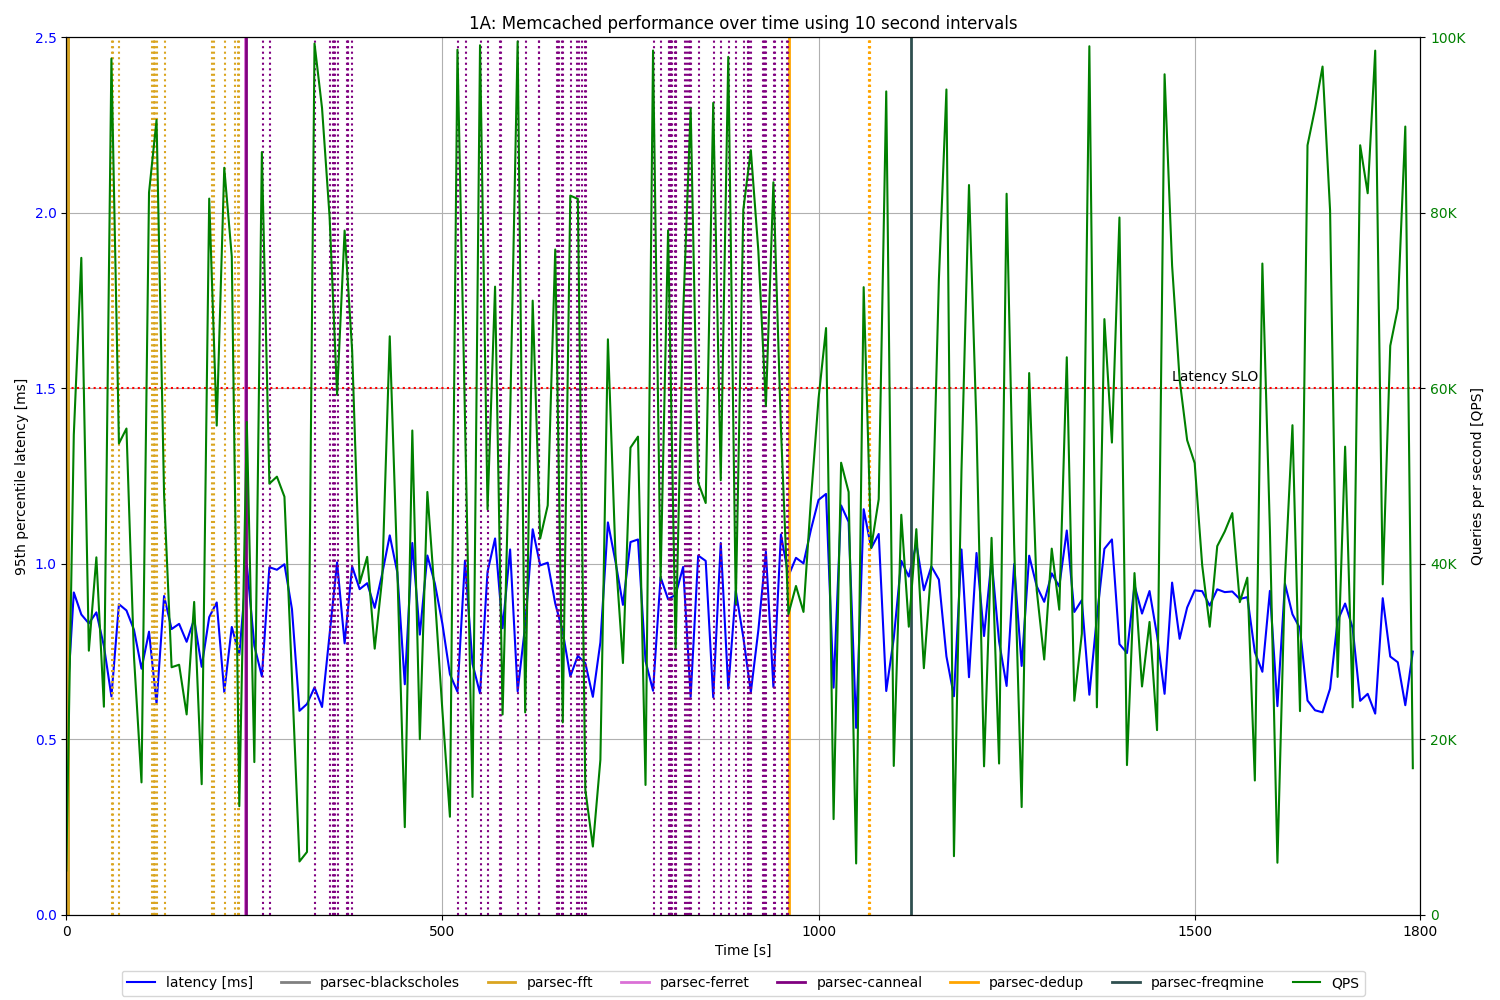 1A: Memcached performance over time using 10 second intervals
2.5
2.0
1.5
1.0
0.5
0.0
95th percentile latency [ms]
100K
80K
60K
40K
20K
0
Queries per second [QPS]
Latency SLO
0
500
1000
1500
1800
Time [s]
latency [ms] parsec-blackscholes parsec-fft parsec-ferret parsec-canneal parsec-dedup parsec-freqmine QPS